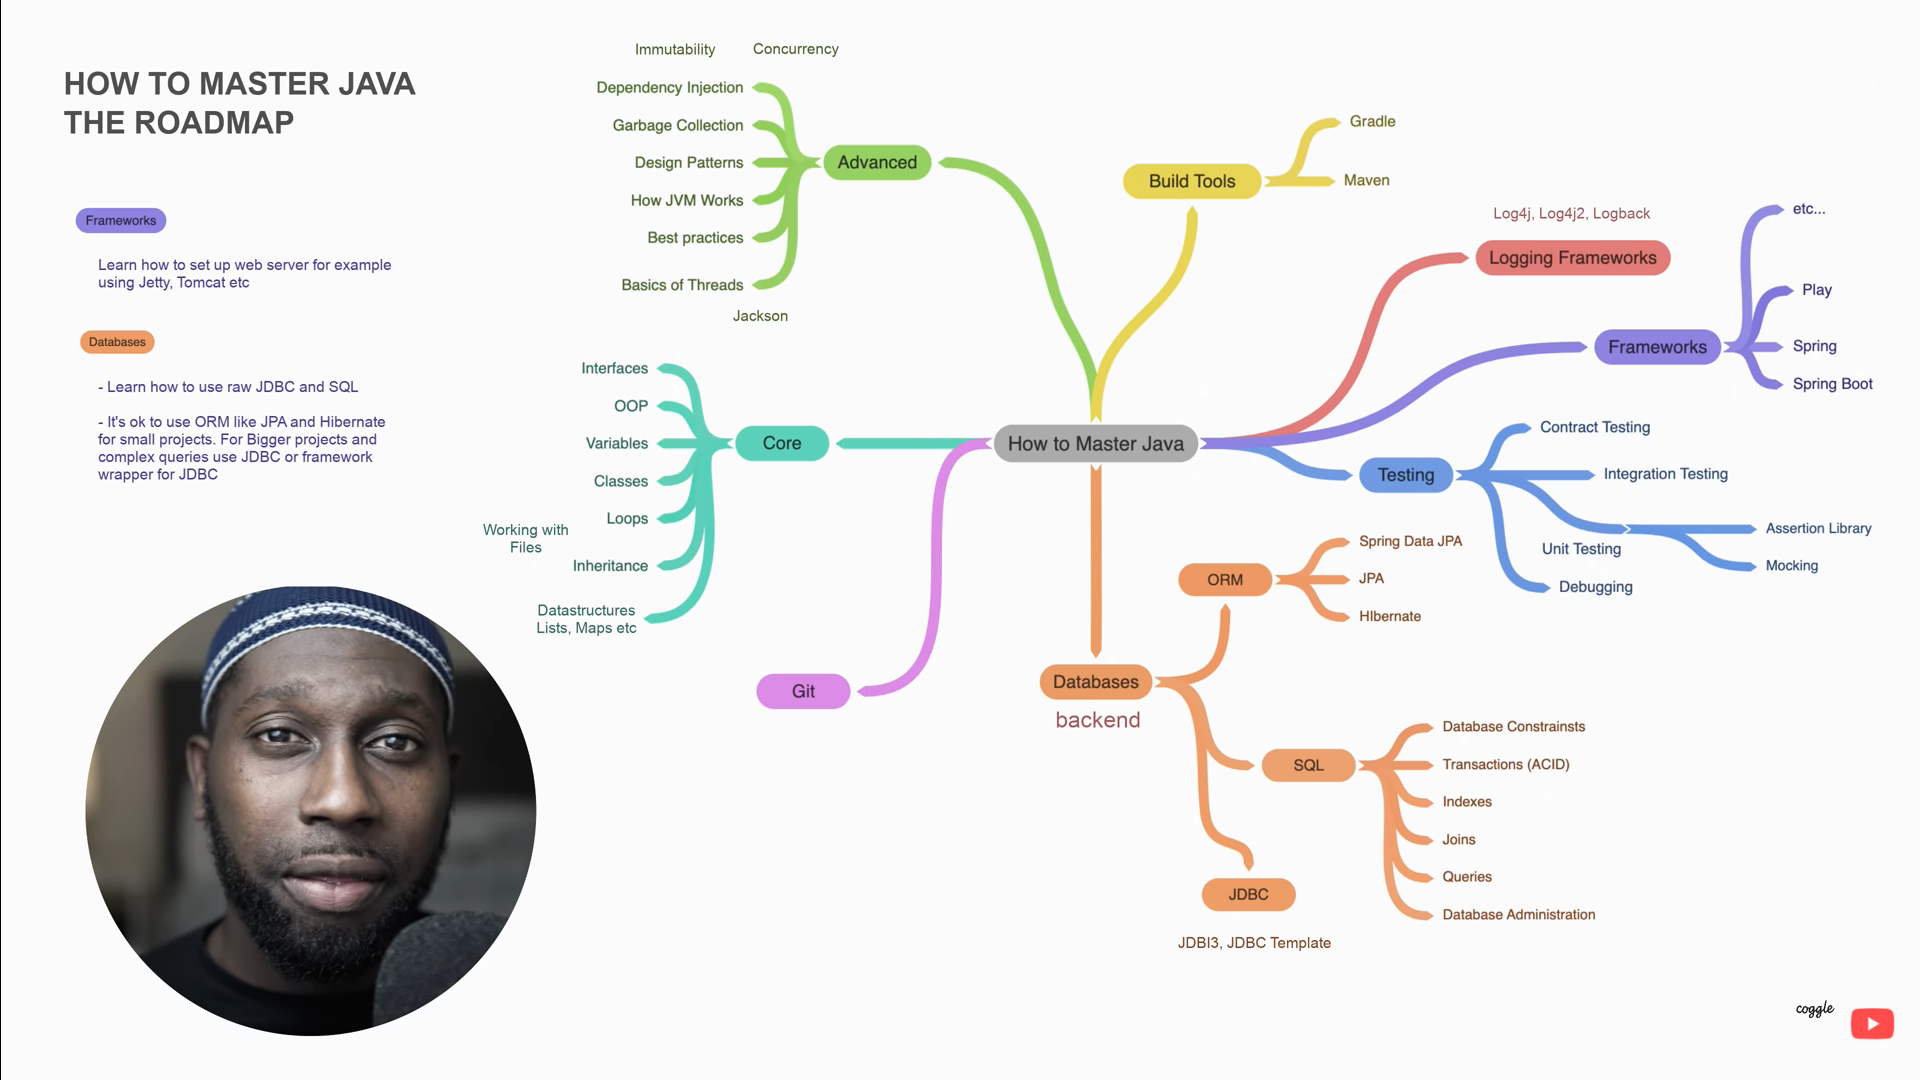 HOW TO MASTER JAVA
THE ROADMAP
Frameworks
Learn how to set up web server for example
using Jetty, Tomcat etc
Databases
- Learn how to use raw JDBC and SQL
- It's ok to use ORM like JPA and Hibernate
for small projects. For Bigger projects and
complex queries use JDBC or framework
wrapper for JDBC
Immutability
Concurrency
Dependency Injection
Garbage Collection
Design Patterns
How JVM Works
Best practices
Basics of Threads
Jackson
Advanced
Interfaces
OOP
Variables
Classes
Loops
Working with
Files
Inheritance
Datastructures
Lists, Maps etc
Core
Git
How to Master Java
Build Tools
Gradle
Maven
Log4j, Log4j2, Logback
Logging Frameworks
Frameworks
etc...
Play
Spring
Spring Boot
Testing
Contract Testing
Integration Testing
Unit Testing
Assertion Library
Mocking
Debugging
Databases
backend
ORM
Spring Data JPA
JPA
HIbernate
SQL
Database Constrainsts
Transactions (ACID)
Indexes
Joins
Queries
Database Administration
JDBC
JDBI3, JDBC Template
coggle